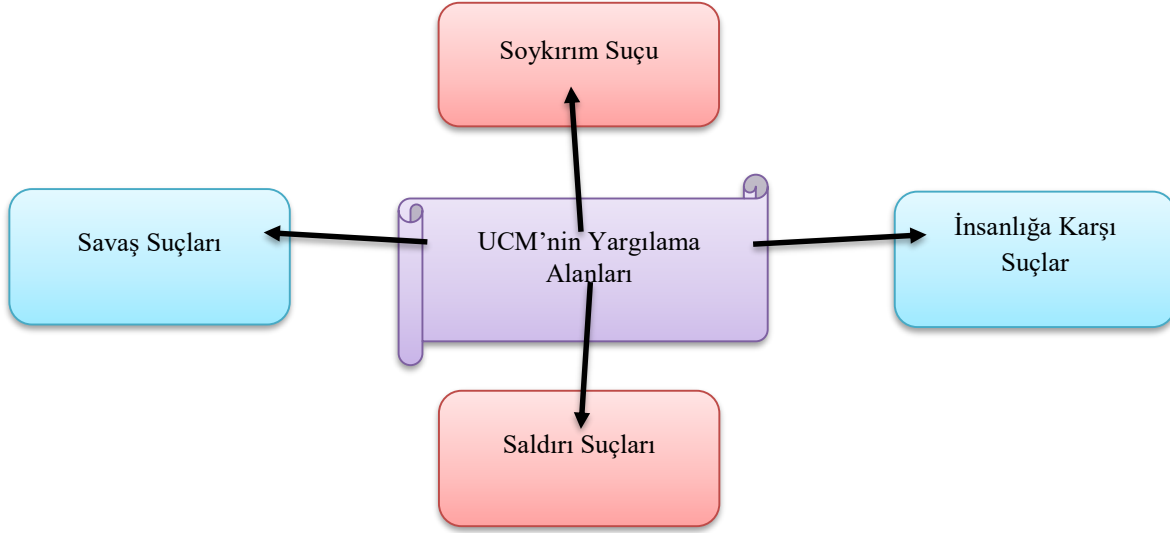 Soykırım Suçu
Savaş Suçları
UCM’nin Yargılama
Alanları
İnsanlığa Karşı
Suçlar
Saldırı Suçları